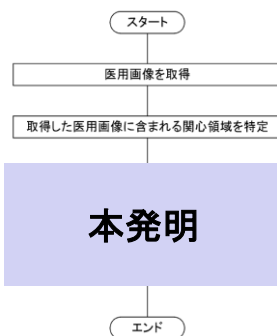 スタート
医用画像を取得
取得した医用画像に含まれる関心領域を特定
本発明
エンド